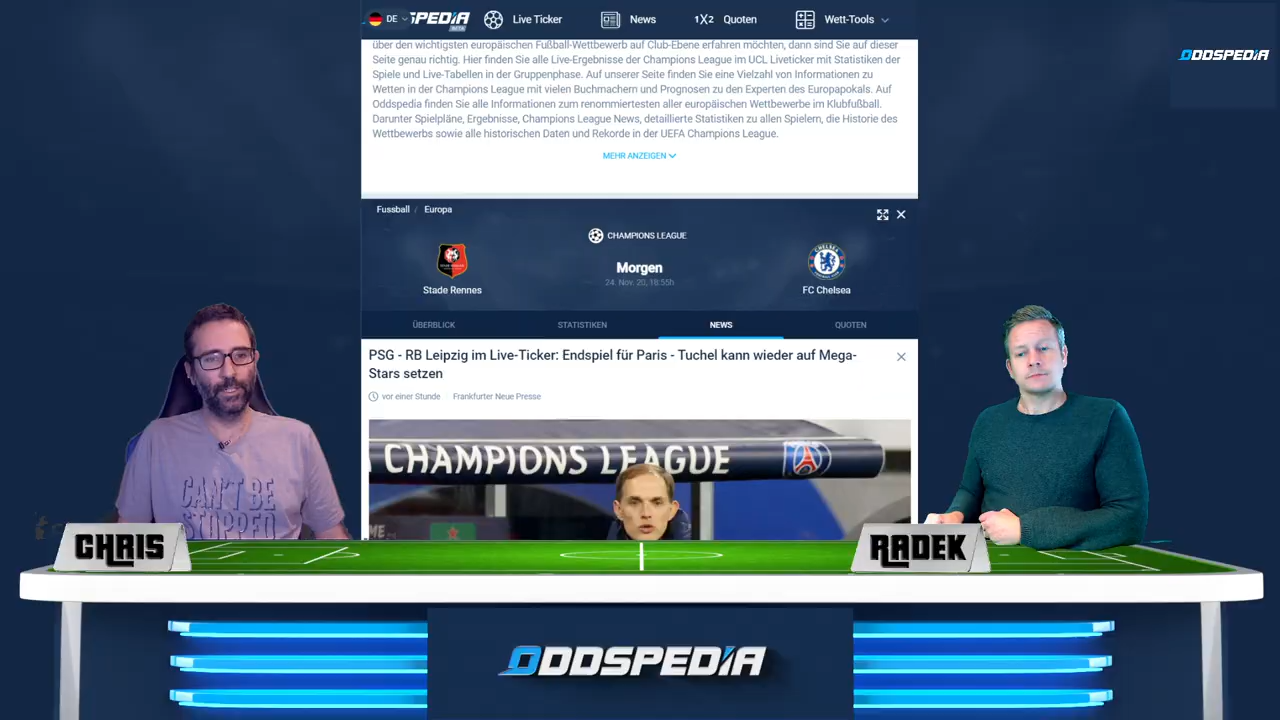 DE
SPEDIA
BETA
Live Ticker
News
1X2 Quoten
Wett-Tools
ODDSPEDIA
über den wichtigsten europäischen Fußball-Wettbewerb auf Club-Ebene erfahren möchten, dann sind Sie auf dieser
Seite genau richtig. Hier finden Sie alle Live-Ergebnisse der Champions League im UCL Liveticker mit Statistiken der
Spiele und Live-Tabellen in der Gruppenphase. Auf unserer Seite finden Sie eine Vielzahl von Informationen zu
Wetten in der Champions League mit vielen Buchmachern und Prognosen zu den Experten des Europapokals. Auf
Oddspedia finden Sie alle Informationen zum renommiertesten aller europäischen Wettbewerbe im Klubfußball.
Darunter Spielpläne, Ergebnisse, Champions League News, detaillierte Statistiken zu allen Spielern, die Historie des
Wettbewerbs sowie alle historischen Daten und Rekorde in der UEFA Champions League.
MEHR ANZEIGEN
Fussball / Europa
CHAMPIONS LEAGUE
Morgen
24. Nov. 20, 18:55h
Stade Rennes
FC Chelsea
ÜBERBLICK
STATISTIKEN
NEWS
QUOTEN
PSG - RB Leipzig im Live-Ticker: Endspiel für Paris - Tuchel kann wieder auf Mega-
Stars setzen
vor einer Stunde
Frankfurter Neue Presse
CHAMPIONS LEAGUE
CAN'T BE
STOPPED
CHRIS
RADEK
ODDSPEDIA